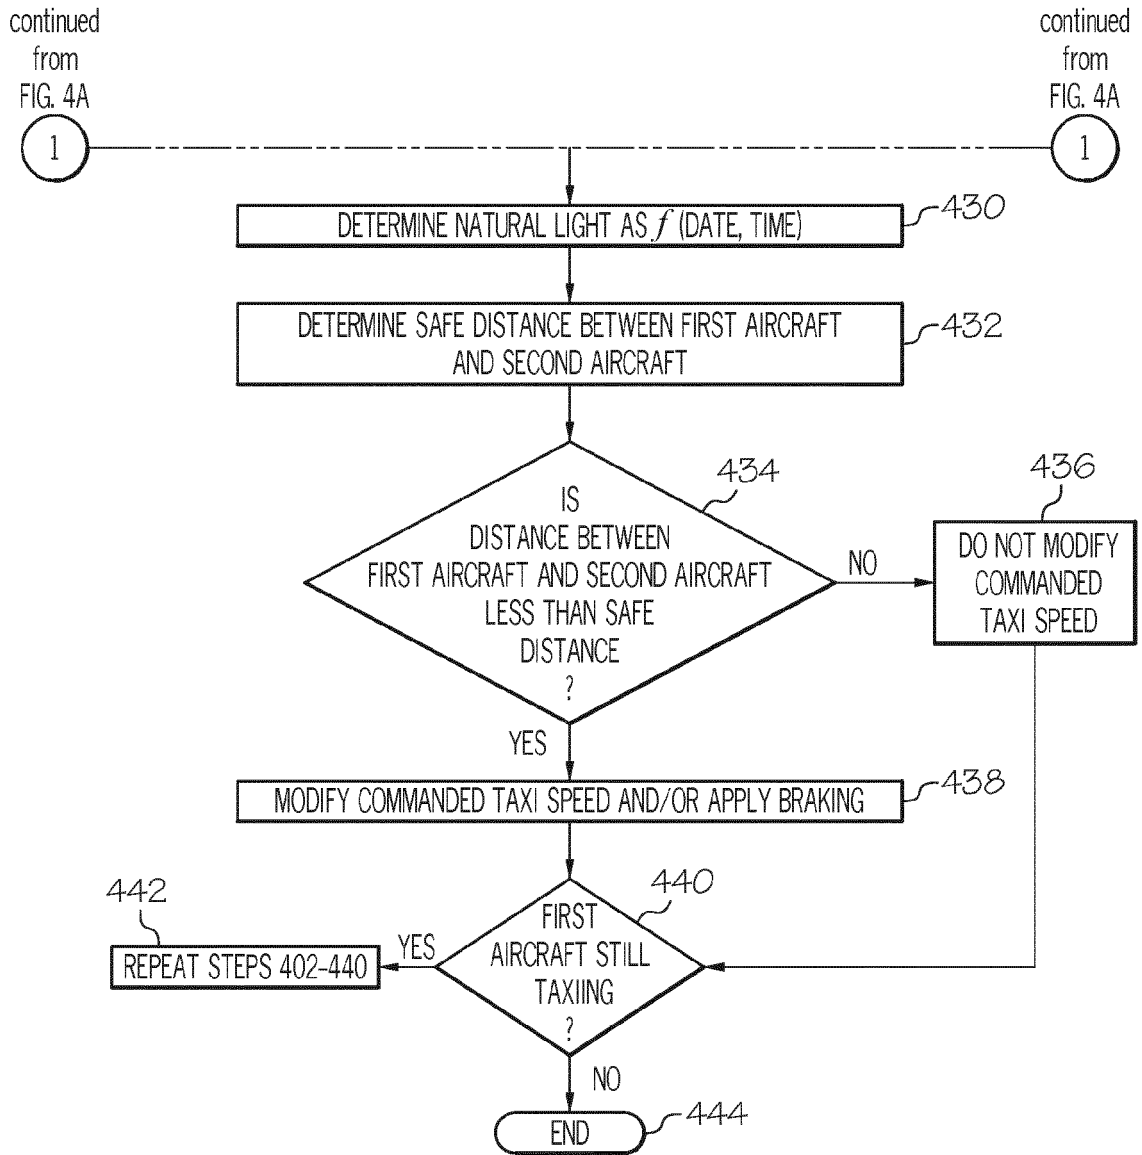 continued
from
FIG. 4A
1
continued
from
FIG. 4A
1
DETERMINE NATURAL LIGHT AS f (DATE, TIME)
430
DETERMINE SAFE DISTANCE BETWEEN FIRST AIRCRAFT
AND SECOND AIRCRAFT
432
434
IS
DISTANCE BETWEEN
FIRST AIRCRAFT AND SECOND AIRCRAFT
LESS THAN SAFE
DISTANCE
?
NO
436
DO NOT MODIFY
COMMANDED
TAXI SPEED
YES
MODIFY COMMANDED TAXI SPEED AND/OR APPLY BRAKING
438
440
FIRST
AIRCRAFT STILL
TAXIING
?
YES
442
REPEAT STEPS 402-440
NO
END
444